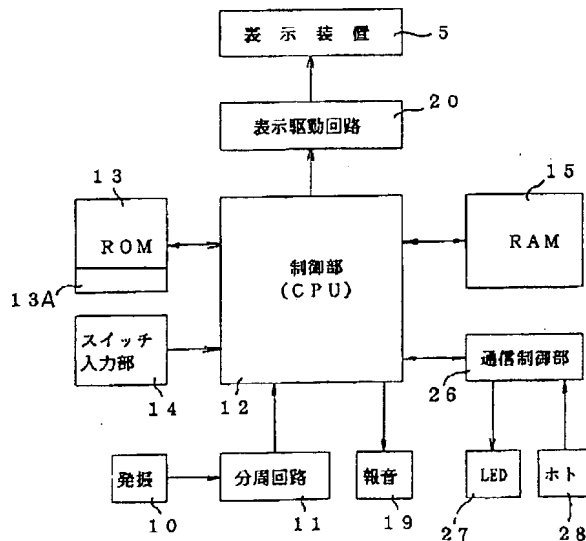 表示装置
5
20
表示駆動回路
13
ROM
13A
制御部
(CPU)
15
RAM
スイッチ
入力部
14
12
通信制御部
26
発振
10
分周回路
11
報音
19
LED
27
ホト
28